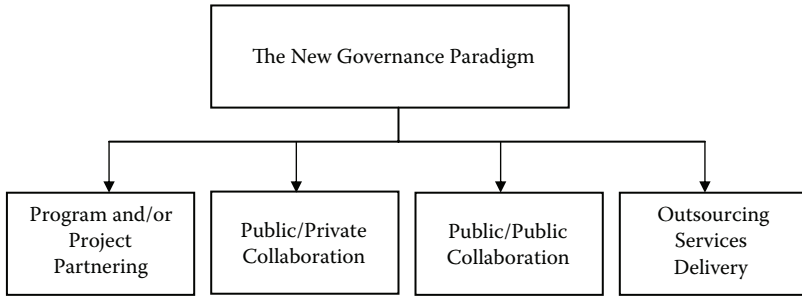 The New Governance Paradigm
Program and/or
Project
Partnering
Public/Private
Collaboration
Public/Public
Collaboration
Outsourcing
Services
Delivery